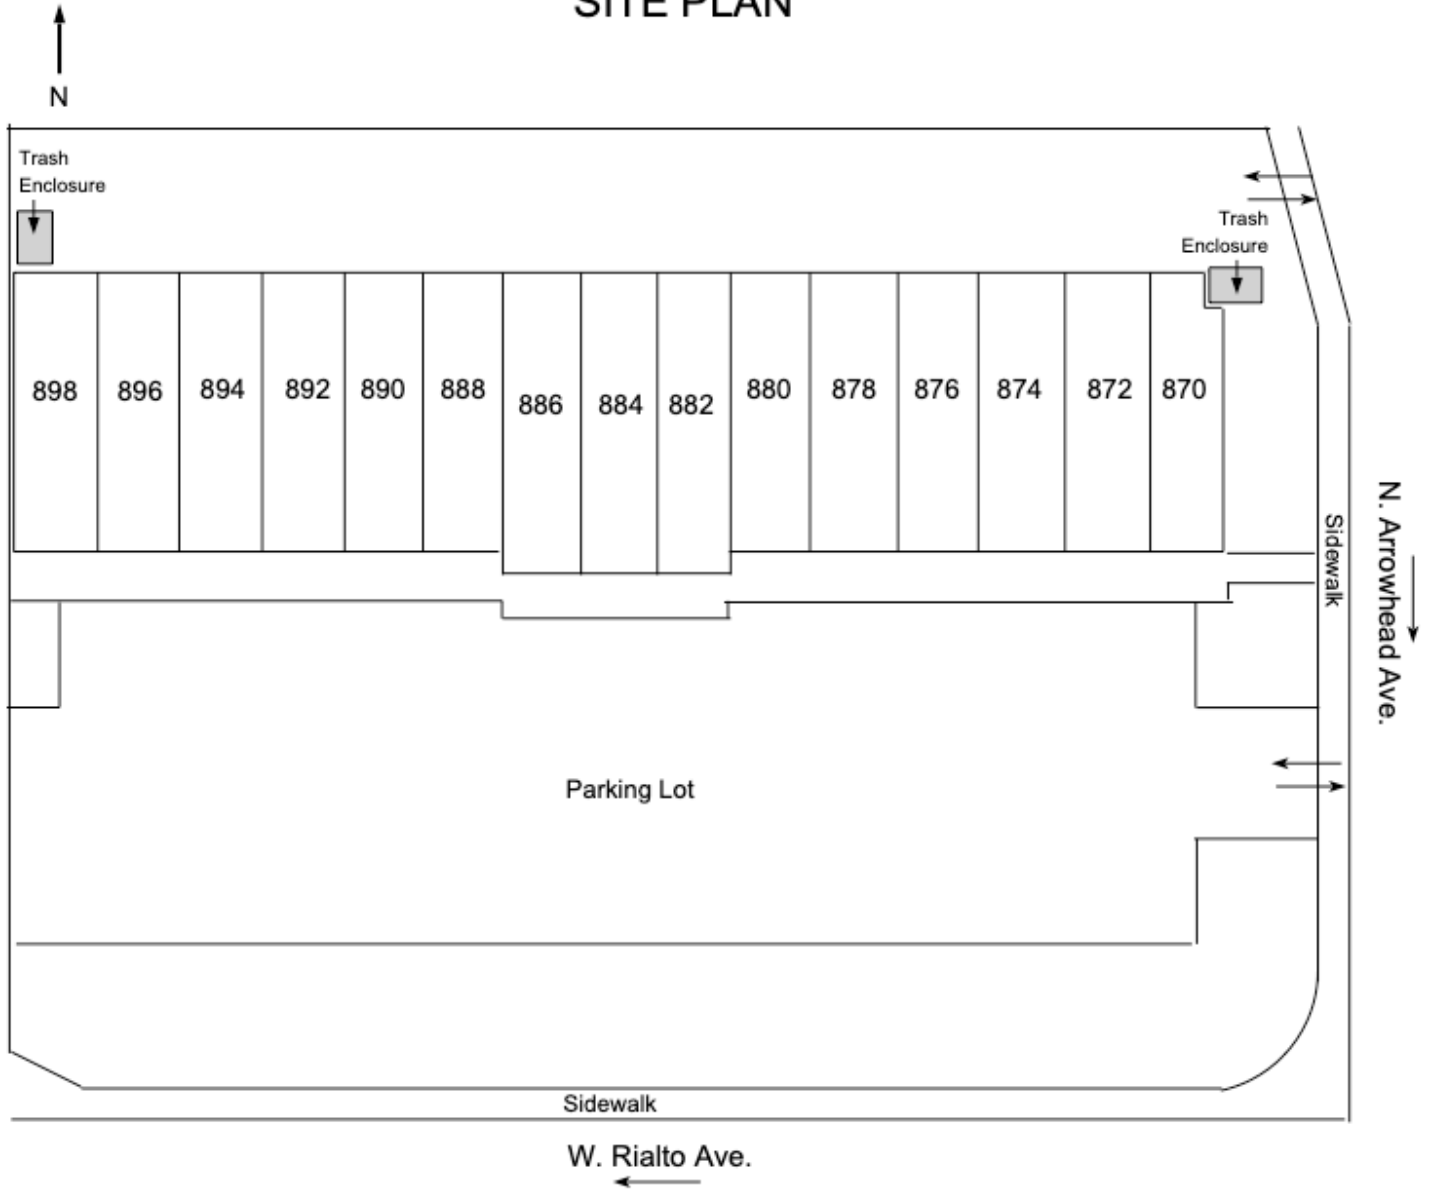 SITE PLAN
N
Trash
Enclosure
Trash
Enclosure
898 896 894 892 890 888 886 884 882 880 878 876 874 872 870
Sidewalk
N. Arrowhead Ave.
Parking Lot
Sidewalk
W. Rialto Ave.